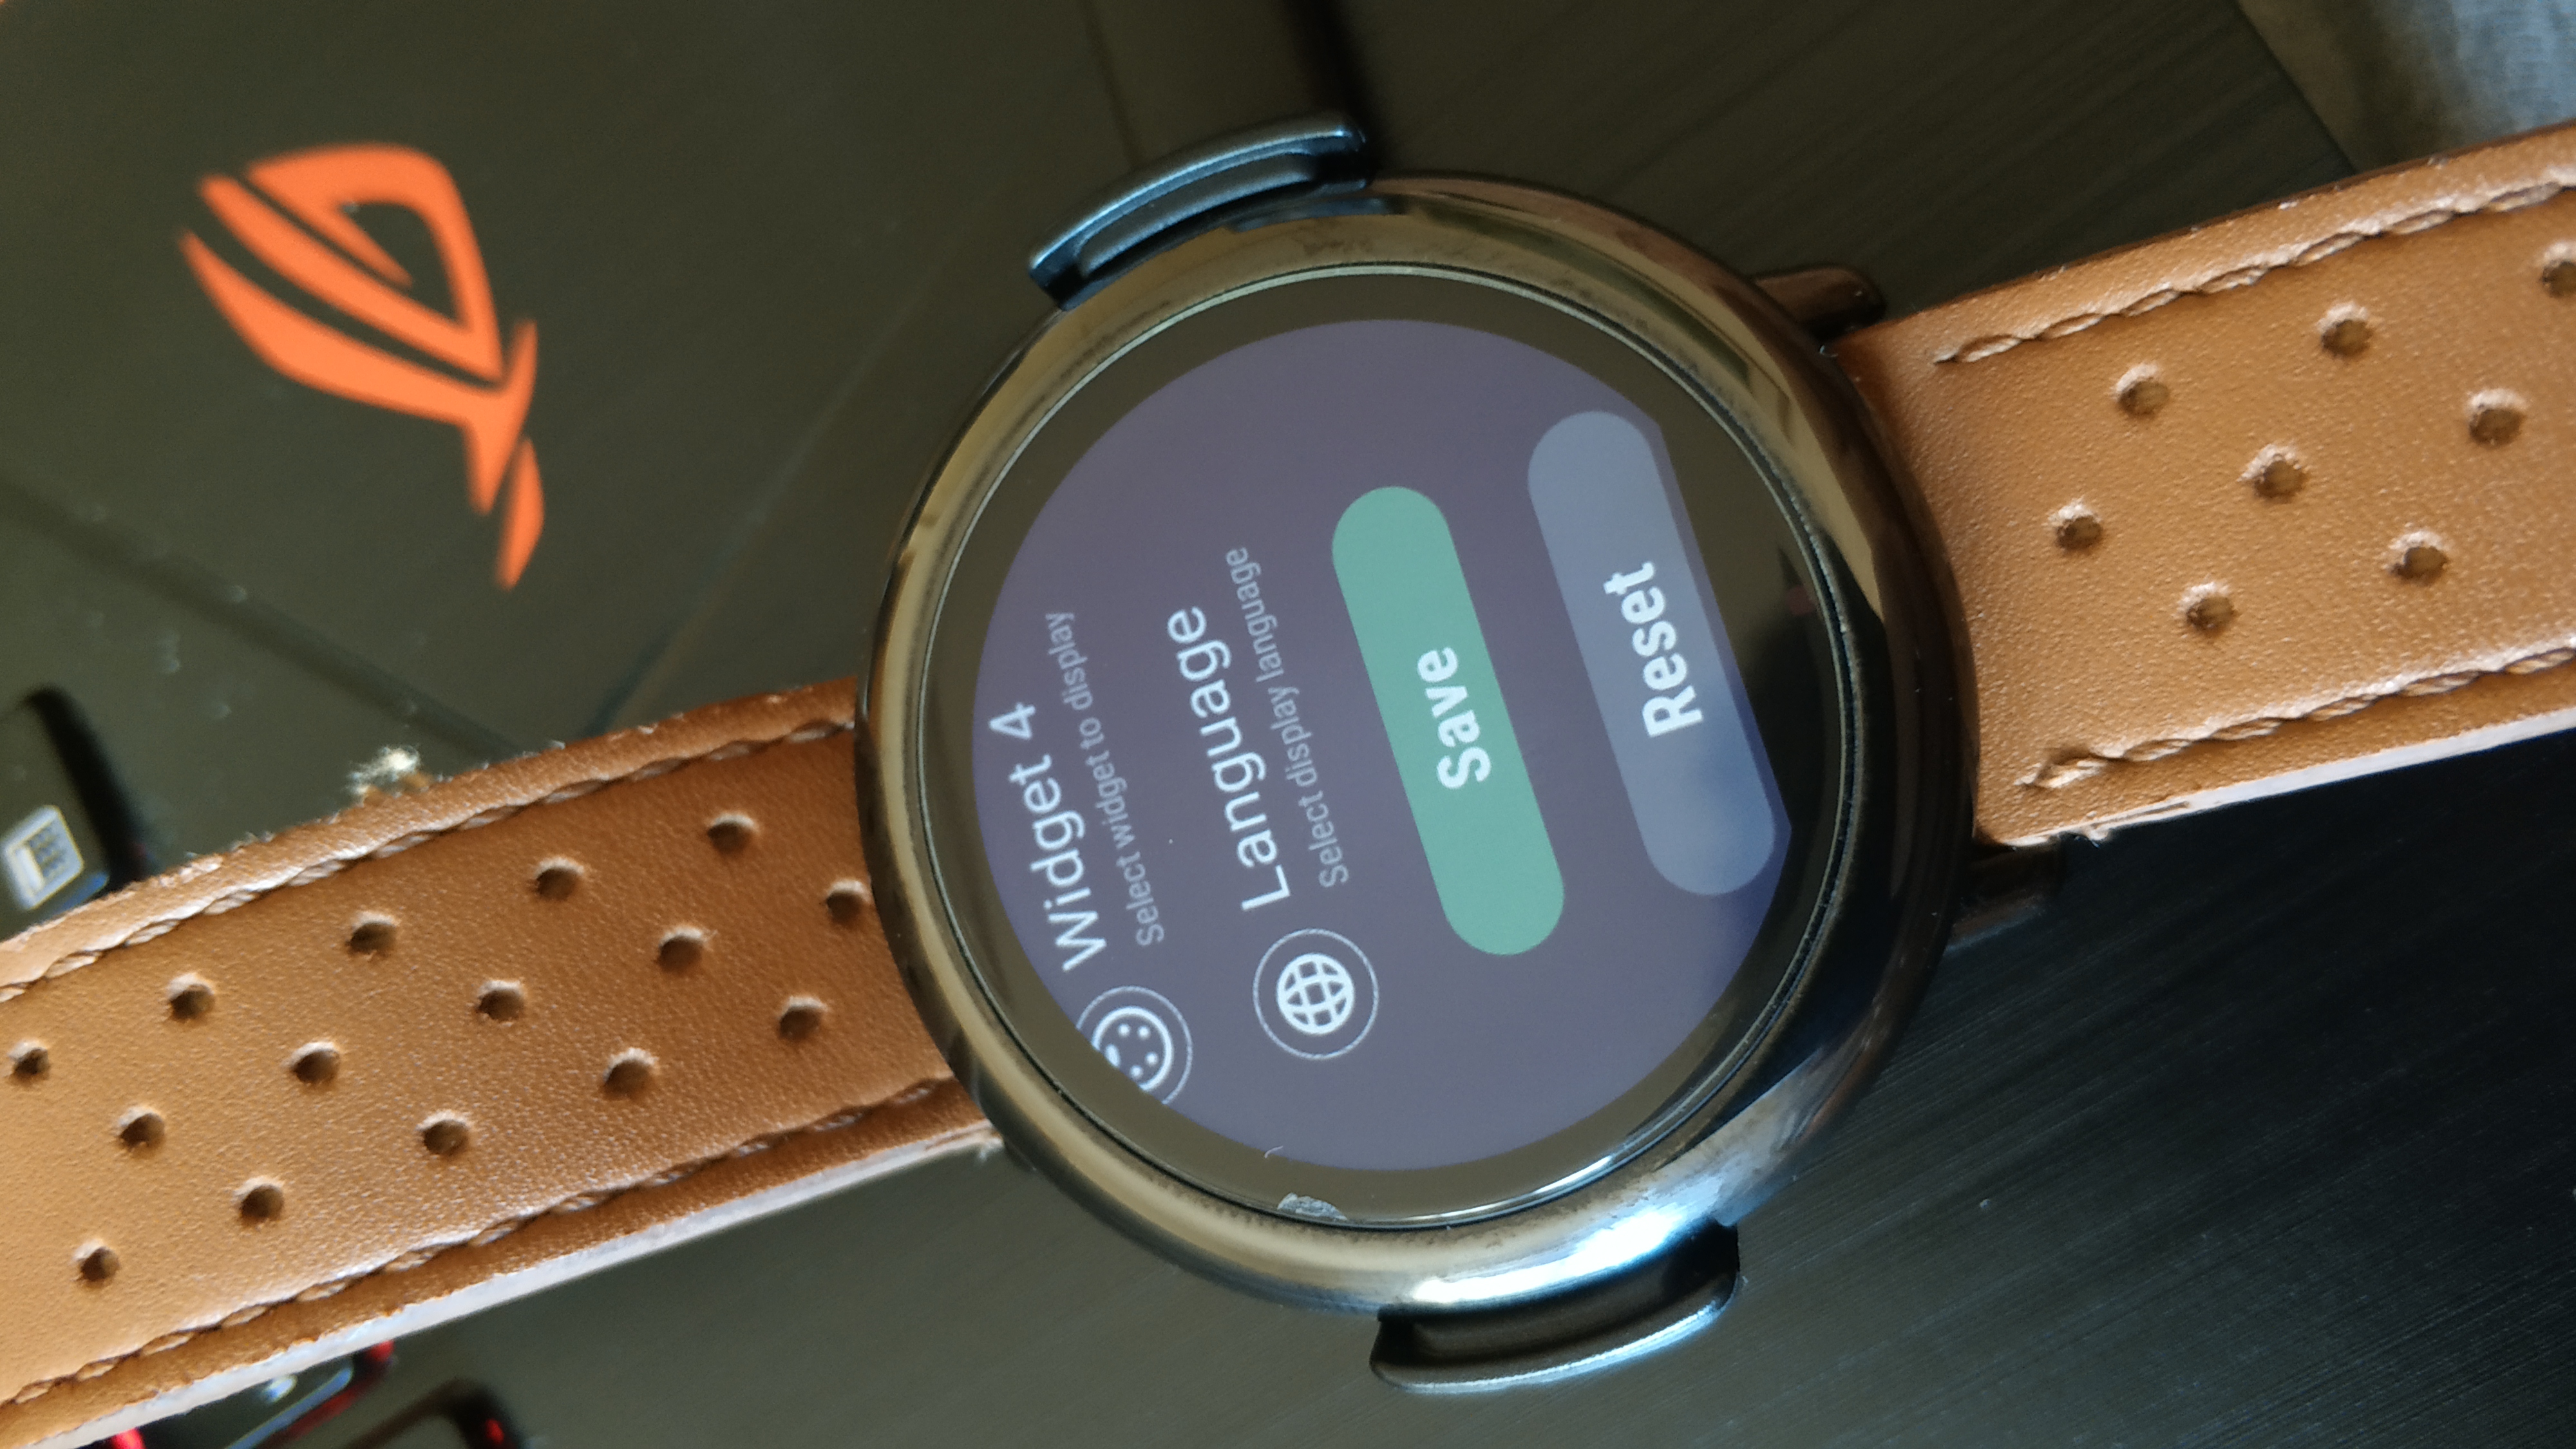 Widget 4
Select widget to display
Language
Select display language
Save
Reset